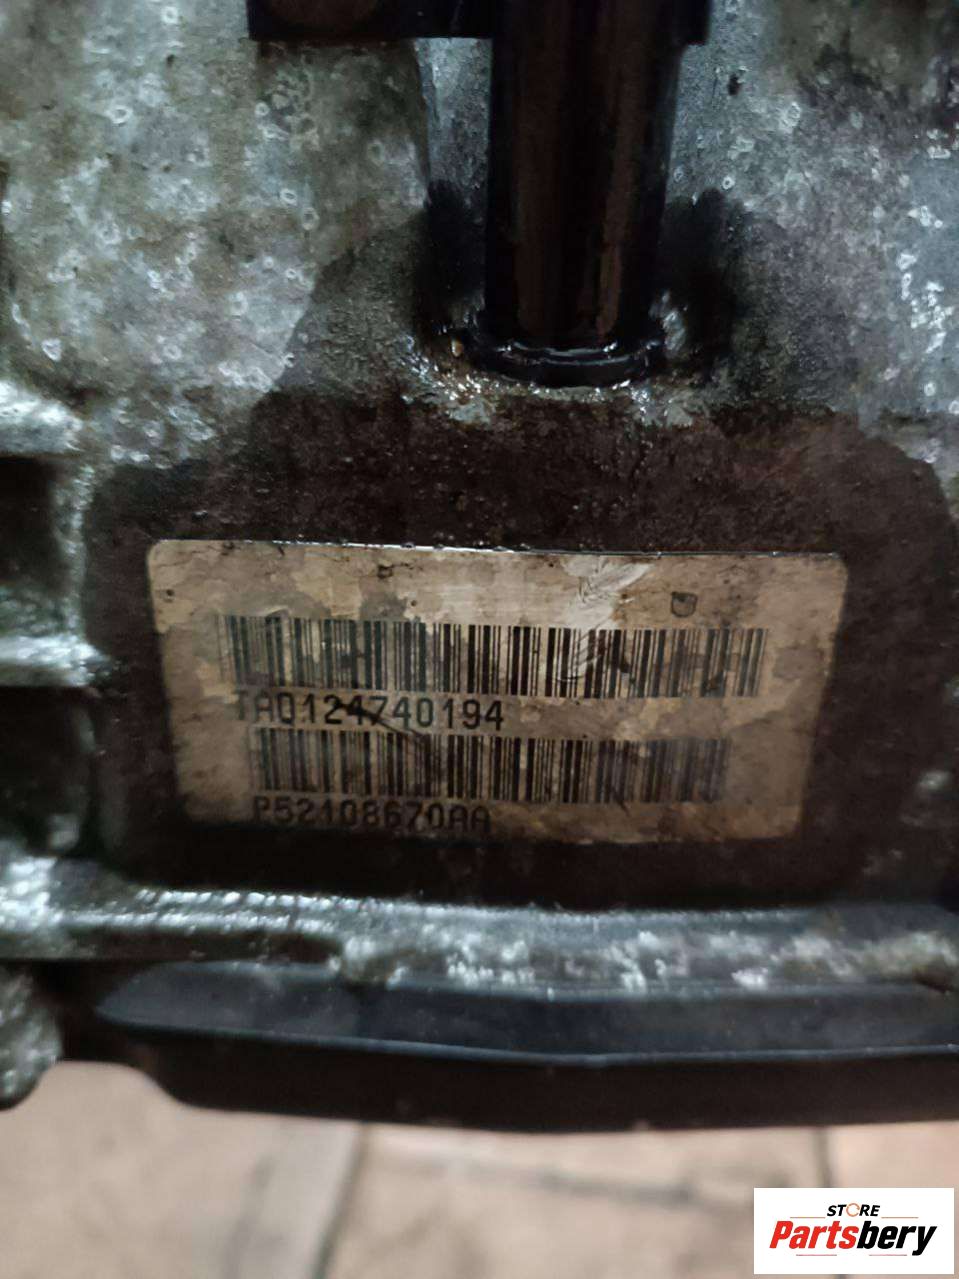 TAQ124740194
P52108670AA
STORE
Partsbery